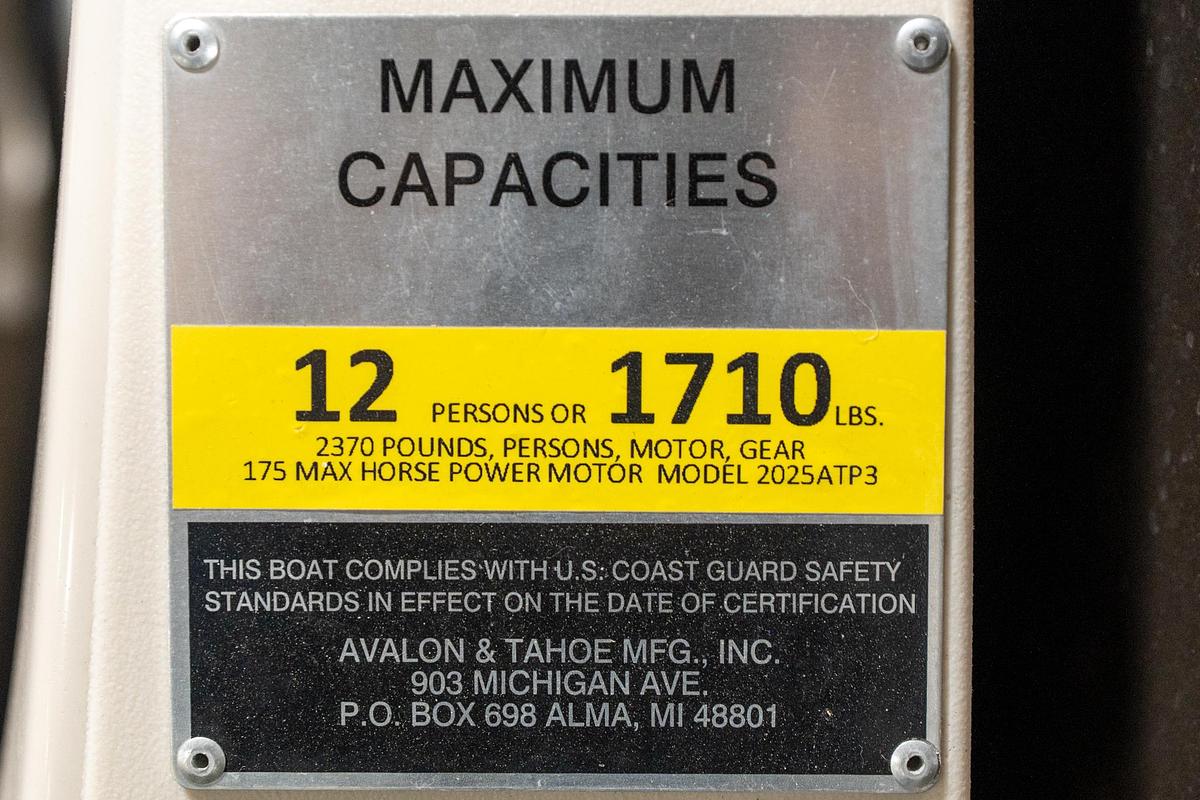 MAXIMUM
CAPACITIES
12 PERSONS OR 1710 LBS.
2370 POUNDS, PERSONS, MOTOR, GEAR
175 MAX HORSE POWER MOTOR MODEL 2025ATP3
THIS BOAT COMPLIES WITH U.S. COAST GUARD SAFETY
STANDARDS IN EFFECT ON THE DATE OF CERTIFICATION
AVALON & TAHOE MFG., INC.
903 MICHIGAN AVE.
P.O. BOX 698 ALMA, MI 48801